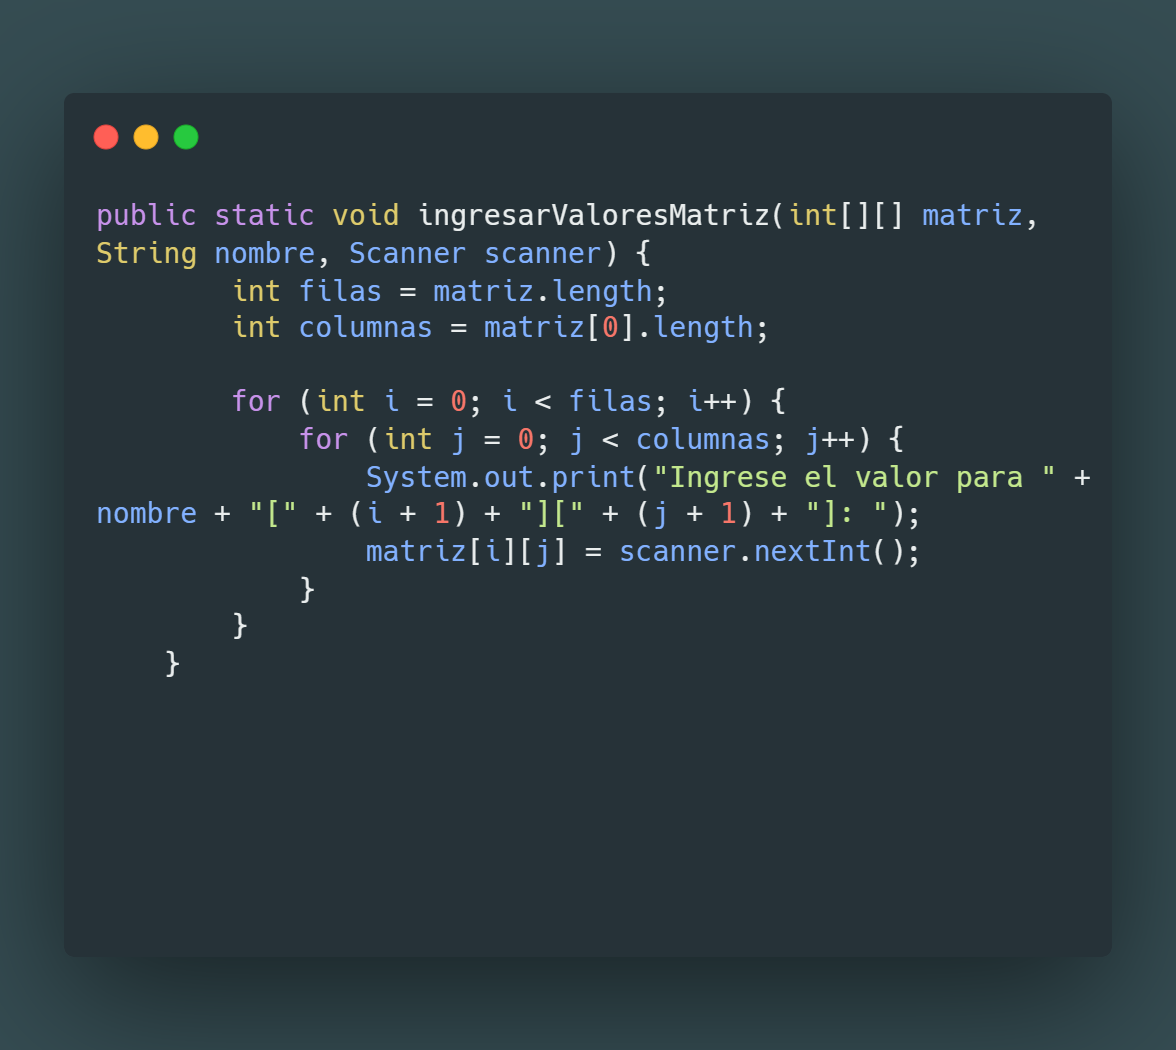 public static void ingresarValoresMatriz(int[][] matriz,
String nombre, Scanner scanner) {
        int filas = matriz.length;
        int columnas = matriz[0].length;

        for (int i = 0; i < filas; i++) {
            for (int j = 0; j < columnas; j++) {
                System.out.print("Ingrese el valor para " +
nombre + "[" + (i + 1) + "][" + (j + 1) + "]: ");
                matriz[i][j] = scanner.nextInt();
            }
        }
    }